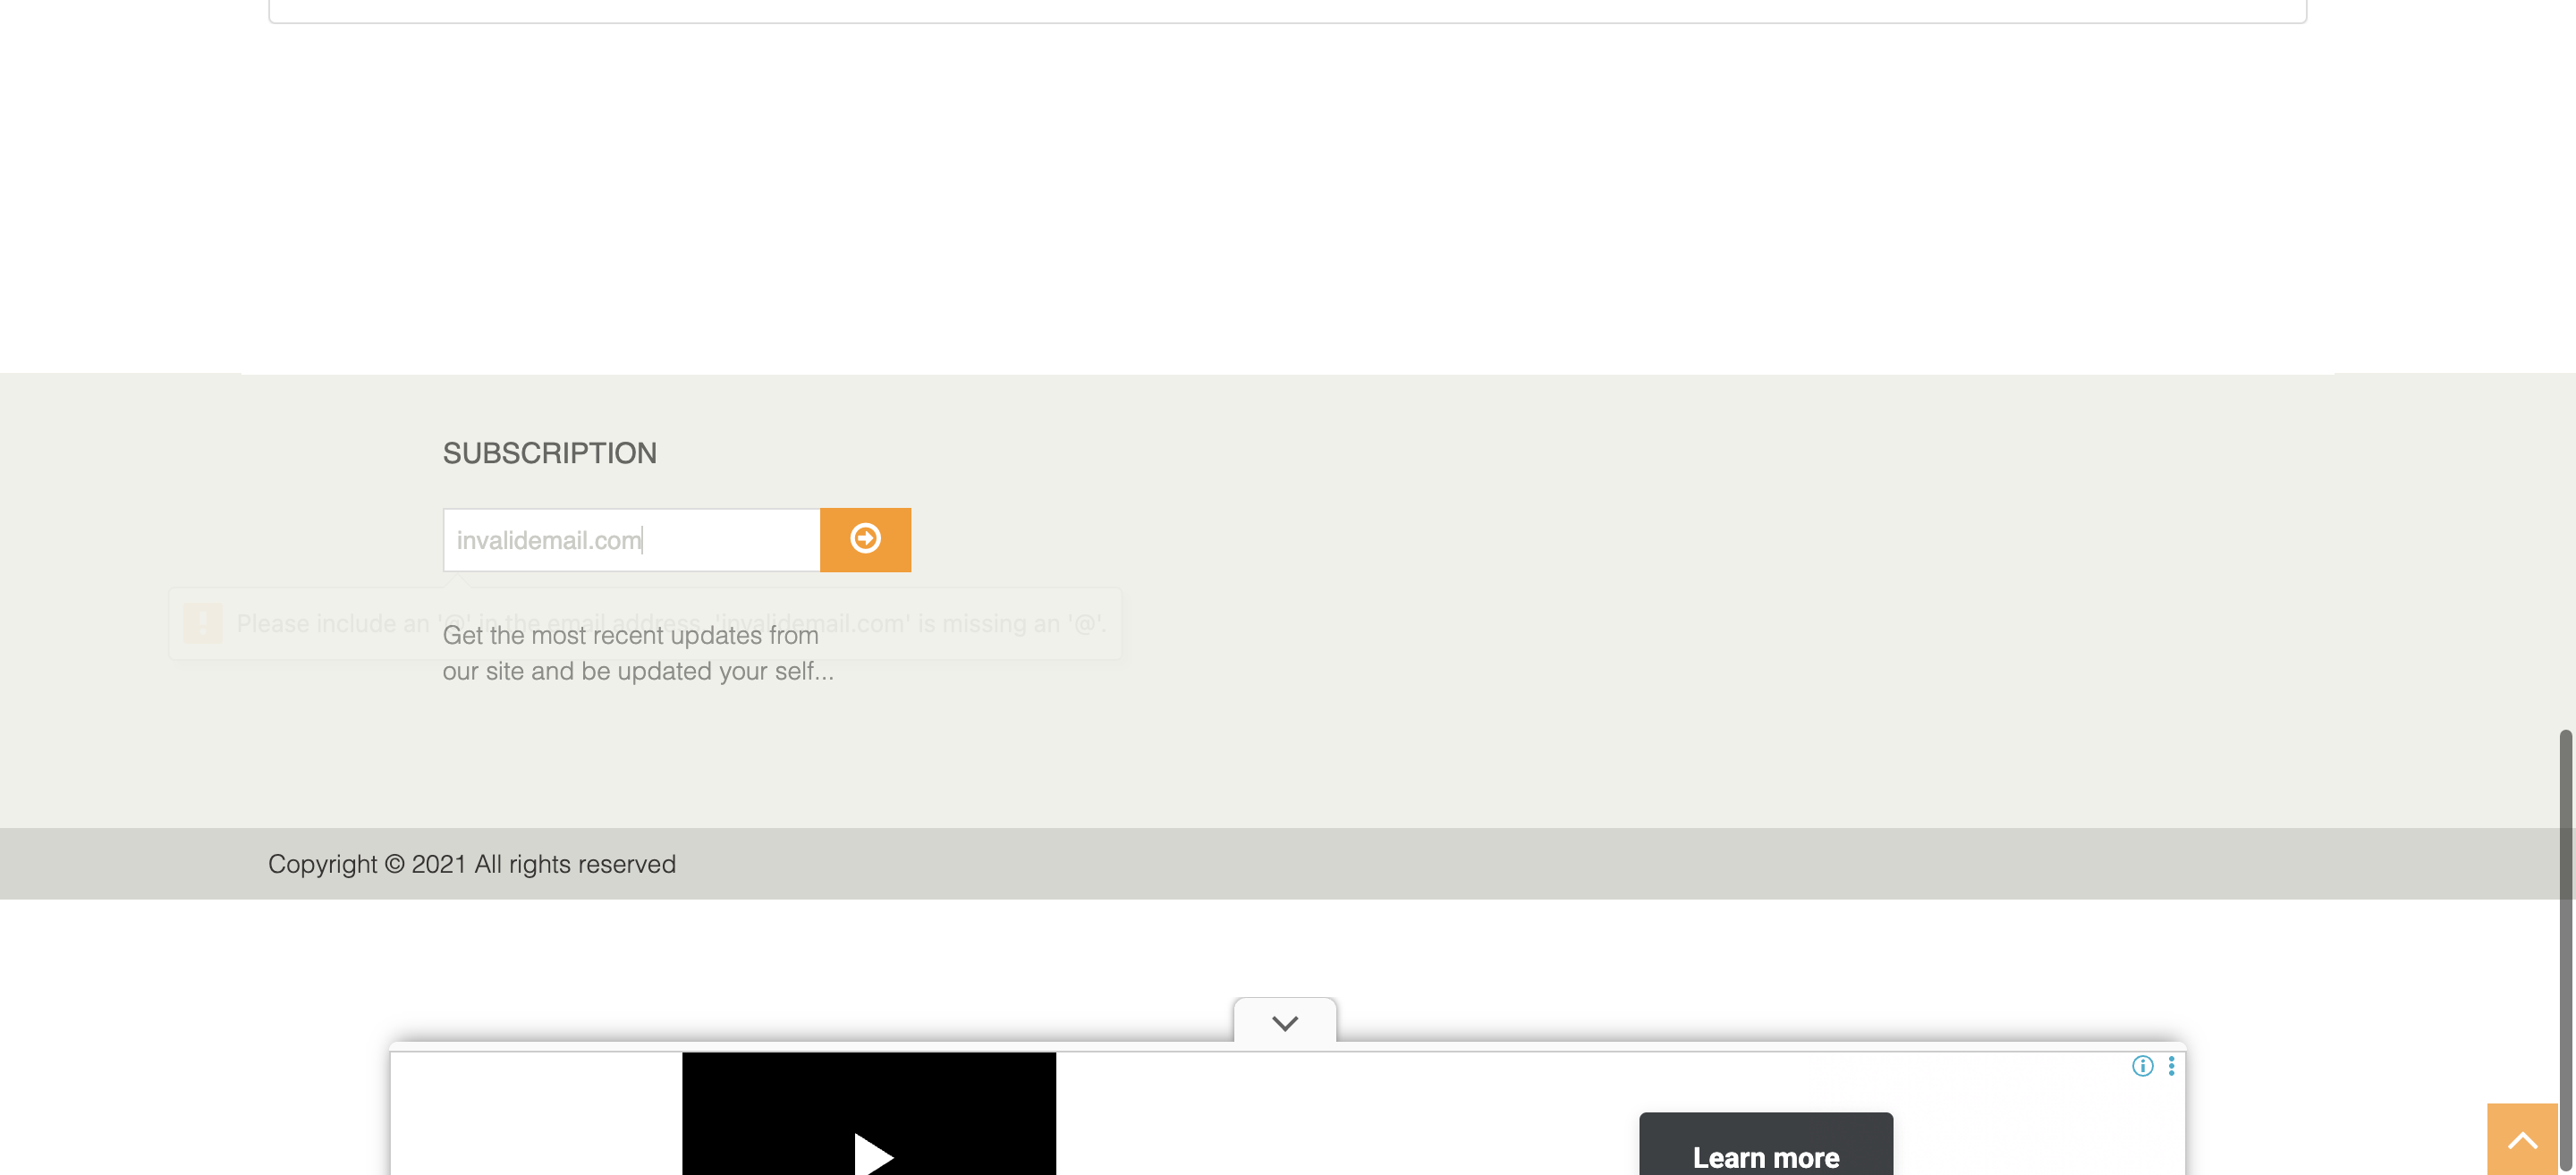 SUBSCRIPTION
invalidemail.com
Please include an '@' in the email address. 'invalidemail.com' is missing an '@'.
Get the most recent updates from
our site and be updated your self...
Copyright © 2021 All rights reserved
Learn more